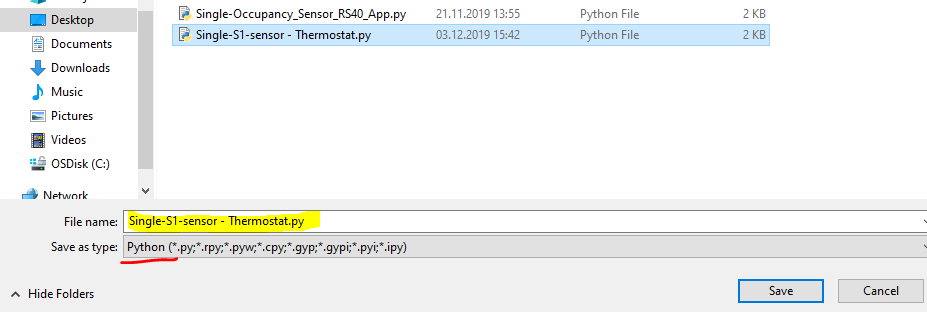 Desktop
Documents
Downloads
Music
Pictures
Videos
OSDisk (C:)
Network
Single-Occupancy_Sensor_RS40_App.py 21.11.2019 13:55 Python File 2 KB
Single-S1-sensor - Thermostat.py 03.12.2019 15:42 Python File 2 KB
File name: Single-S1-sensor - Thermostat.py
Save as type: Python (*.py;*.rpy;*.pyw;*.cpy;*.gyp;*.gypi;*.pyi;*.ipy)
Hide Folders Save Cancel